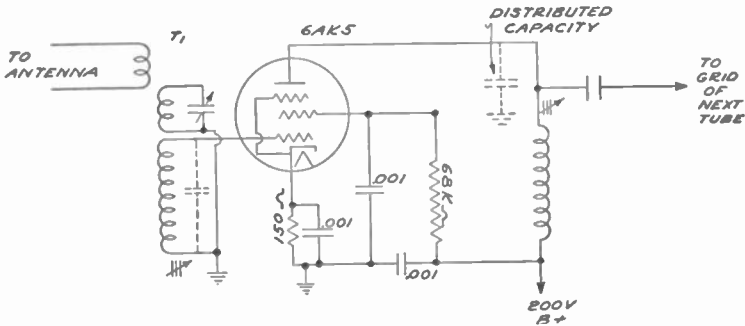 DISTRIBUTED
CAPACITY
T1
6AK5
TO
ANTENNA
TO
GRID
OF
NEXT
TUBE
.001
68K
150
.001
.001
200V
B+